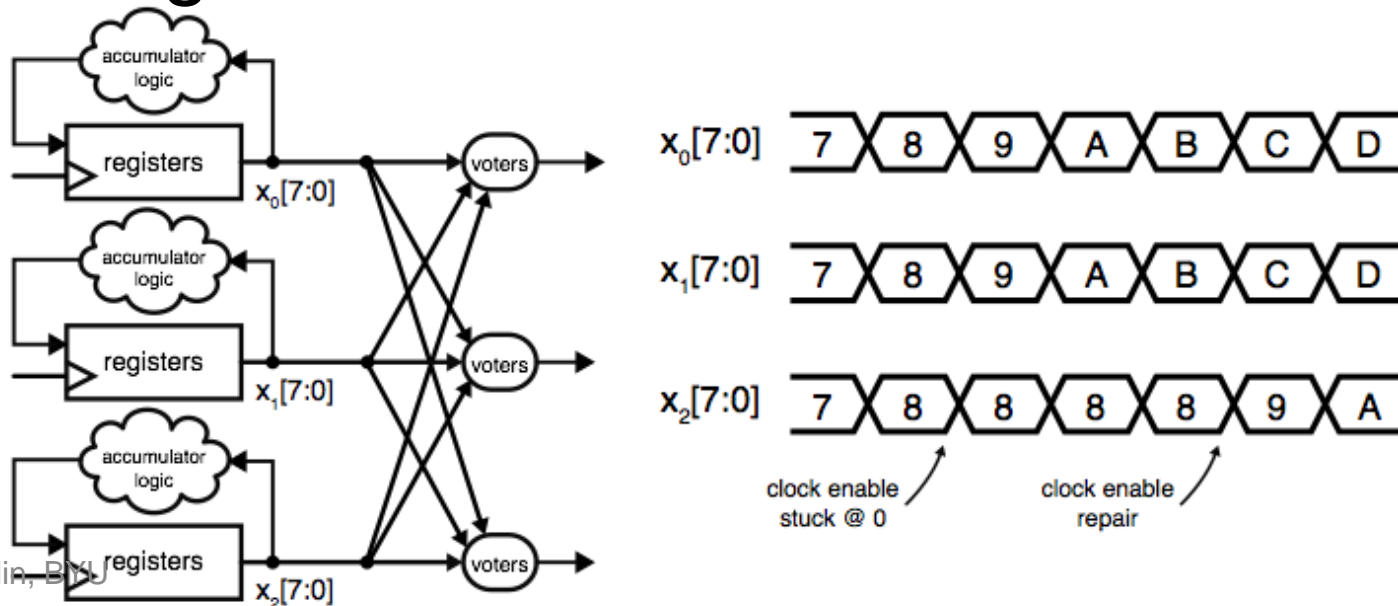 accumulator
logic
registers
x₀[7:0]
voters
accumulator
logic
registers
x₁[7:0]
voters
accumulator
logic
registers
x₂[7:0]
voters
BYU
x₀[7:0] 7 8 9 A B C D
x₁[7:0] 7 8 9 A B C D
x₂[7:0] 7 8 8 8 8 9 A
clock enable
stuck @ 0
clock enable
repair